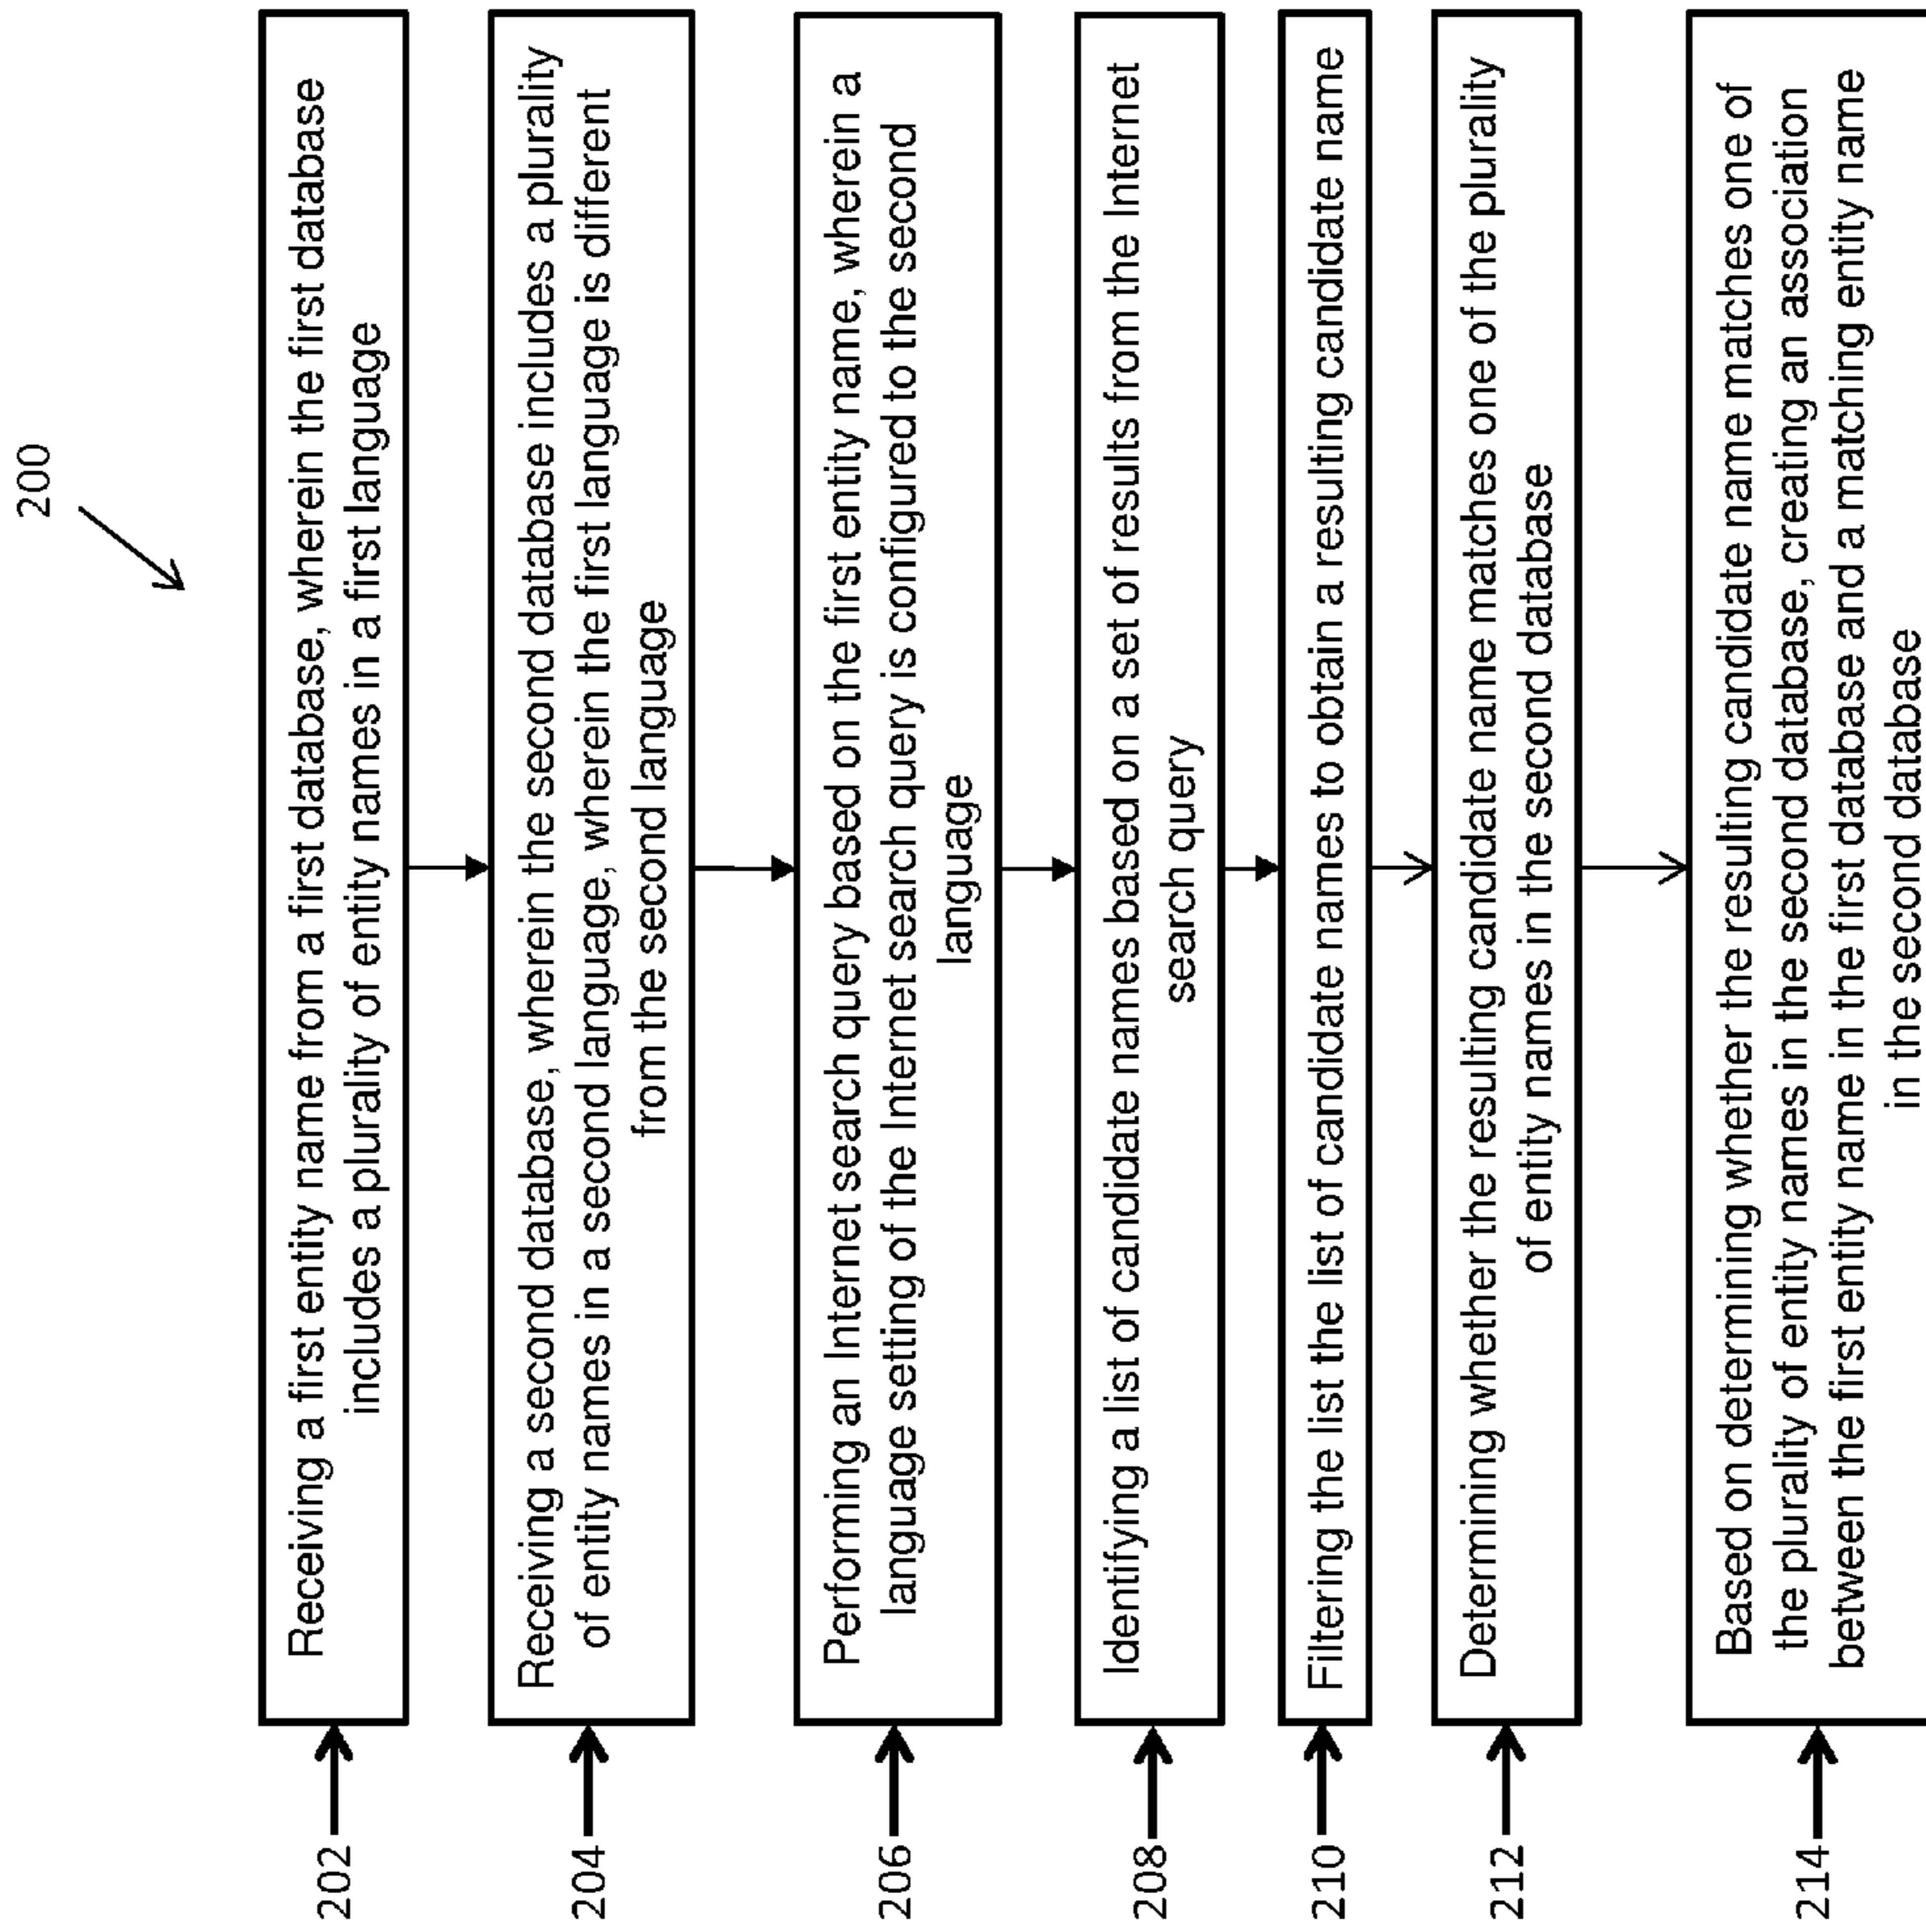 200
202
Receiving a first entity name from a first database, wherein the first database
includes a plurality of entity names in a first language
204
Receiving a second database, wherein the second database includes a plurality
of entity names in a second language, wherein the first language is different
from the second language
206
Performing an Internet search query based on the first entity name, wherein a
language setting of the Internet search query is configured to the second
language
208
Identifying a list of candidate names based on a set of results from the Internet
search query
210
Filtering the list the list of candidate names to obtain a resulting candidate name
212
Determining whether the resulting candidate name matches one of the plurality
of entity names in the second database
214
Based on determining whether the resulting candidate name matches one of
the plurality of entity names in the second database, creating an association
between the first entity name in the first database and a matching entity name
in the second database